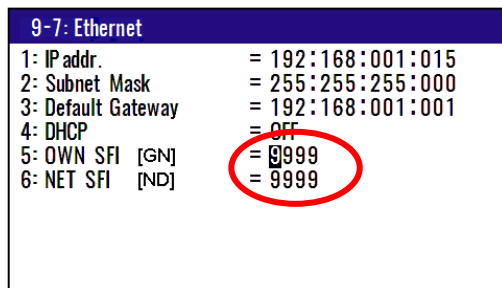 9-7: Ethernet
1: IP addr. = 192:168:001:015
2: Subnet Mask = 255:255:255:000
3: Default Gateway = 192:168:001:001
4: DHCP = OFF
5: OWN SFI [GN] = 9999
6: NET SFI [ND] = 9999